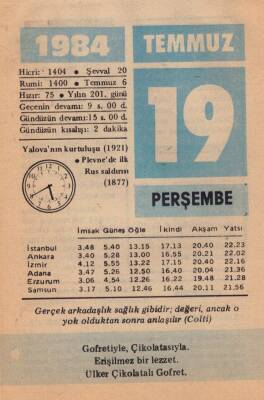 1984
TEMMUZ
Hicri: 1404 ● Şevval 20
Rumi: 1400 ● Temmuz 6
Hızır: 75 ● Yılın 201. günü
Gecenin devamı: 9 s. 00 d.
Gündüzün devamı: 15 s. 00 d.
Gündüzün kısalışı: 2 dakika
19
Yalova'nın kurtuluşu (1921)
● Plevne'de ilk
Rus saldırısı
(1877)
PERŞEMBE
İmsak Güneş Öğle İkindi Akşam Yatsı
İstanbul 3.48 5.40 13.15 17.13 20.40 22.23
Ankara 3.40 5.28 13.00 16.55 20.21 22.02
İzmir 4.12 5.55 13.22 17.15 20.40 22.16
Adana 3.47 5.26 12.50 16.40 20.04 21.36
Erzurum 3.06 4.54 12.26 16.22 19.48 21.28
Samsun 3.17 5.10 12.46 16.44 20.11 21.56
Gerçek arkadaşlık sağlık gibidir; değeri, ancak o
yok olduktan sonra anlaşılır (Colti)
Gofretiyle, Çikolatasıyla.
Erişilmez bir lezzet.
Ülker Çikolatalı Gofret.